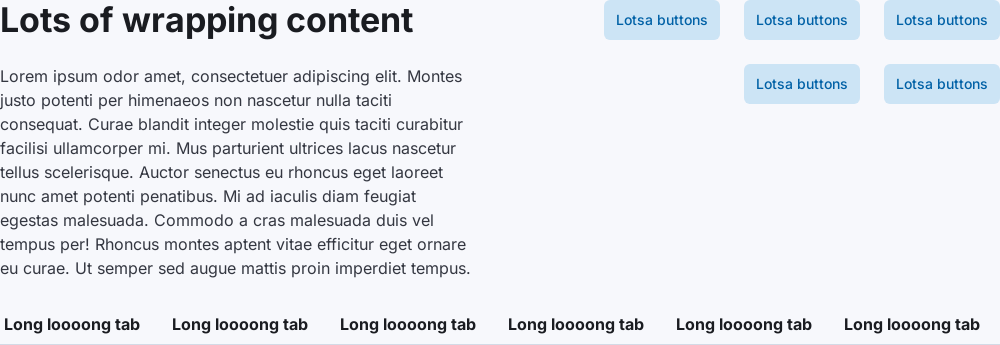 Lots of wrapping content
Lotsa buttons Lotsa buttons Lotsa buttons
Lotsa buttons Lotsa buttons
Lorem ipsum odor amet, consectetuer adipiscing elit. Montes
justo potenti per himenaeos non nascetur nulla taciti
consequat. Curae blandit integer molestie quis taciti curabitur
facilisi ullamcorper mi. Mus parturient ultrices lacus nascetur
tellus scelerisque. Auctor senectus eu rhoncus eget laoreet
nunc amet potenti penatibus. Mi ad iaculis diam feugiat
egestas malesuada. Commodo a cras malesuada duis vel
tempus per! Rhoncus montes aptent vitae efficitur eget ornare
eu curae. Ut semper sed augue mattis proin imperdiet tempus.
Long loooong tab Long loooong tab Long loooong tab Long loooong tab Long loooong tab Long loooong tab